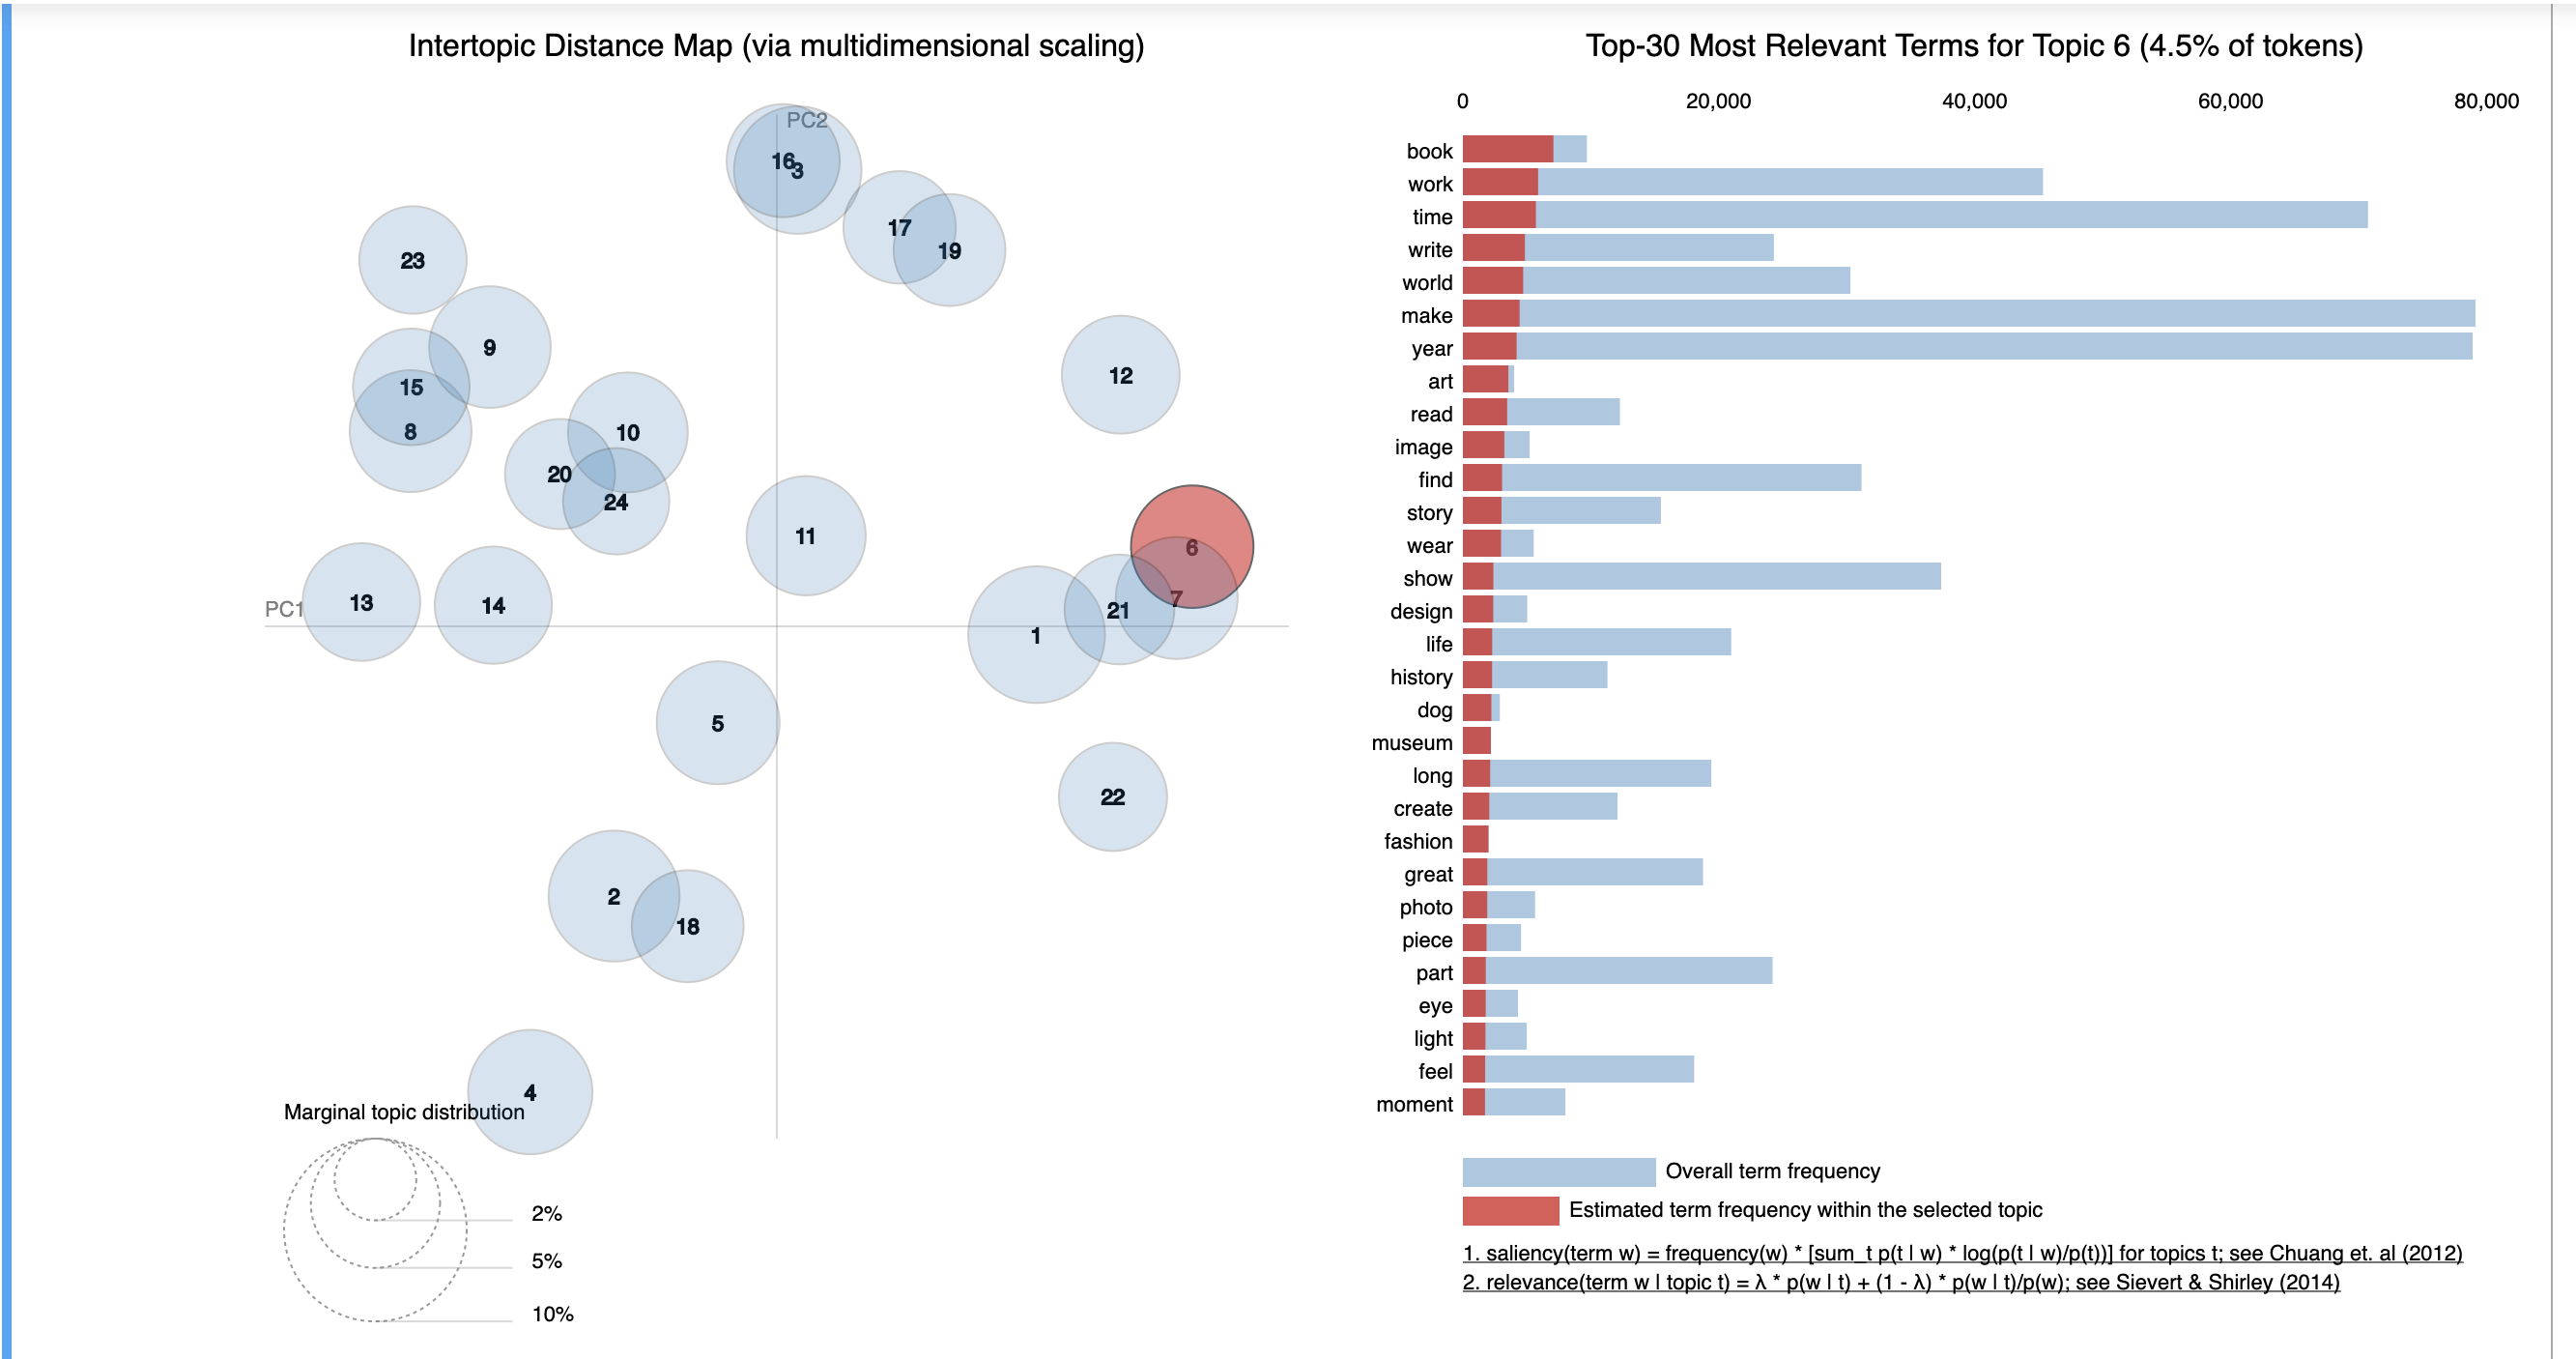 Intertopic Distance Map (via multidimensional scaling)
PC2
16
3
17
19
23
9
12
15
8
10
20
24
11
6
13
14
7
21
PC1
1
5
22
2
18
4
Marginal topic distribution
2%
5%
10%
Top-30 Most Relevant Terms for Topic 6 (4.5% of tokens)
0 20,000 40,000 60,000 80,000
book
work
time
write
world
make
year
art
read
image
find
story
wear
show
design
life
history
dog
museum
long
create
fashion
great
photo
piece
part
eye
light
feel
moment
Overall term frequency
Estimated term frequency within the selected topic
1. saliency(term w) = frequency(w) * [sum_t p(t | w) * log(p(t | w)/p(t))] for topics t; see Chuang et. al (2012)
2. relevance(term w | topic t) = λ * p(w | t) + (1 - λ) * p(w | t)/p(w); see Sievert & Shirley (2014)